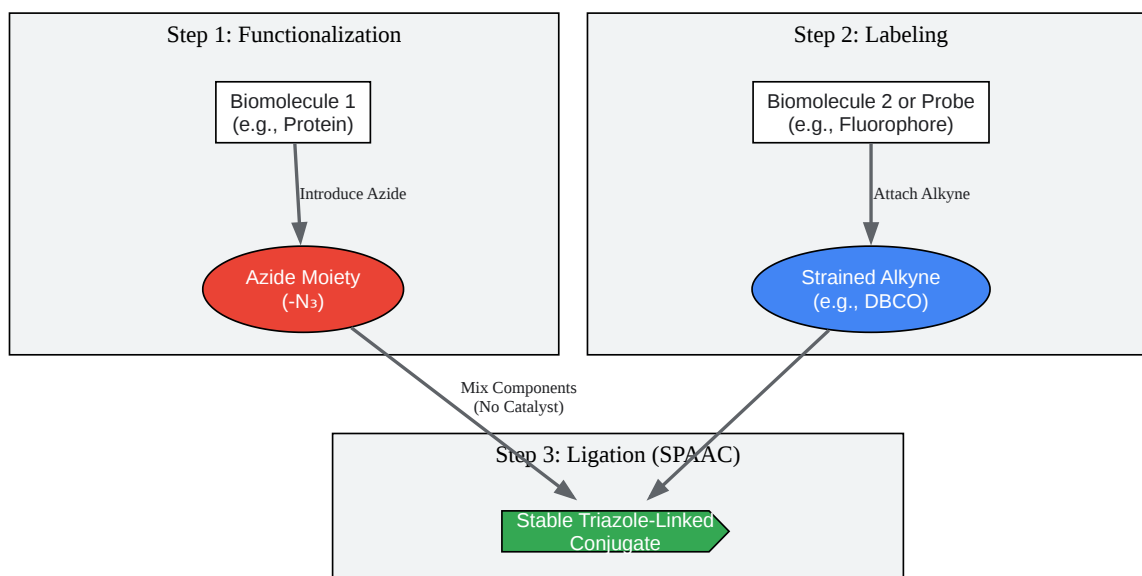 Step 1: Functionalization
Biomolecule 1
(e.g., Protein)
Introduce Azide
Azide Moiety
(-N₃)
Step 2: Labeling
Biomolecule 2 or Probe
(e.g., Fluorophore)
Attach Alkyne
Strained Alkyne
(e.g., DBCO)
Mix Components
(No Catalyst)
Step 3: Ligation (SPAAC)
Stable Triazole-Linked
Conjugate